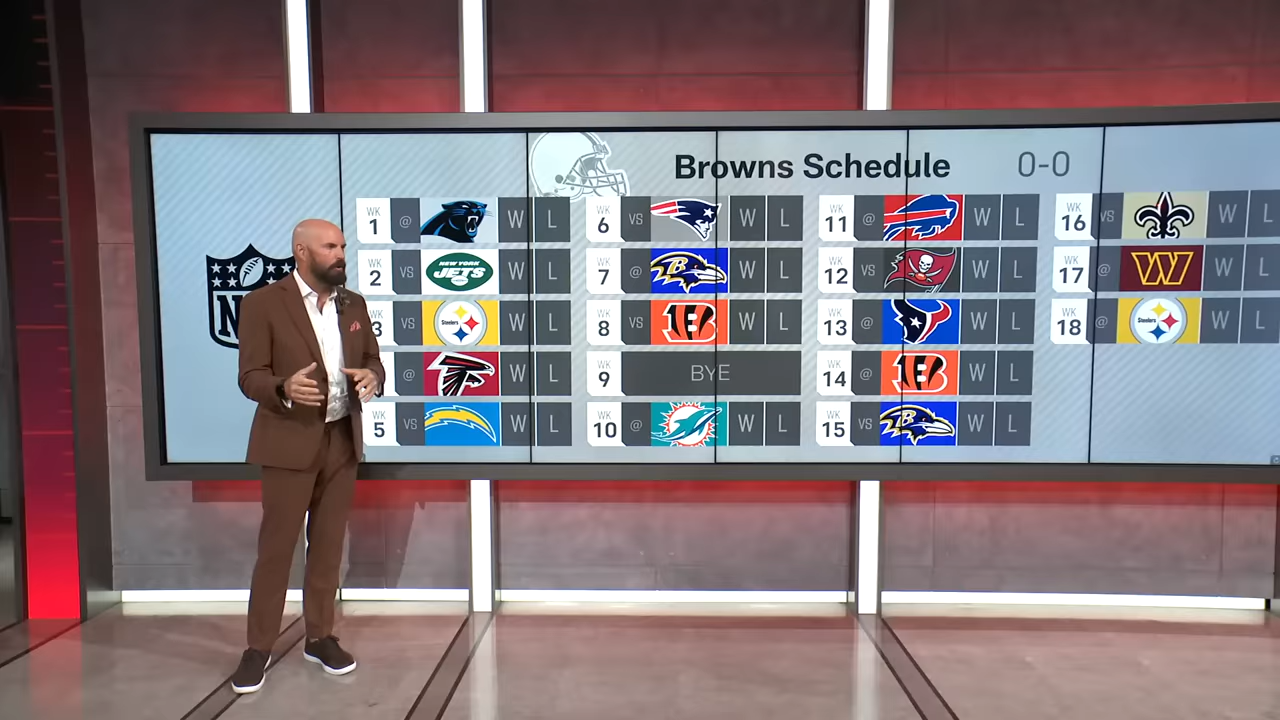 Browns Schedule 0-0
WK 1 @ W L
WK 2 VS NEW YORK JETS W L
3 VS Steelers W L
@ W L
WK 5 VS W L
WK 6 VS W L
WK 7 @ B W L
WK 8 VS W L
WK 9 BYE
WK 10 @ W L
WK 11 @ W L
WK 12 VS W L
WK 13 @ W L
WK 14 @ W L
WK 15 VS B W L
WK 16 VS W L
WK 17 @ W W L
WK 18 @ Steelers W L
N